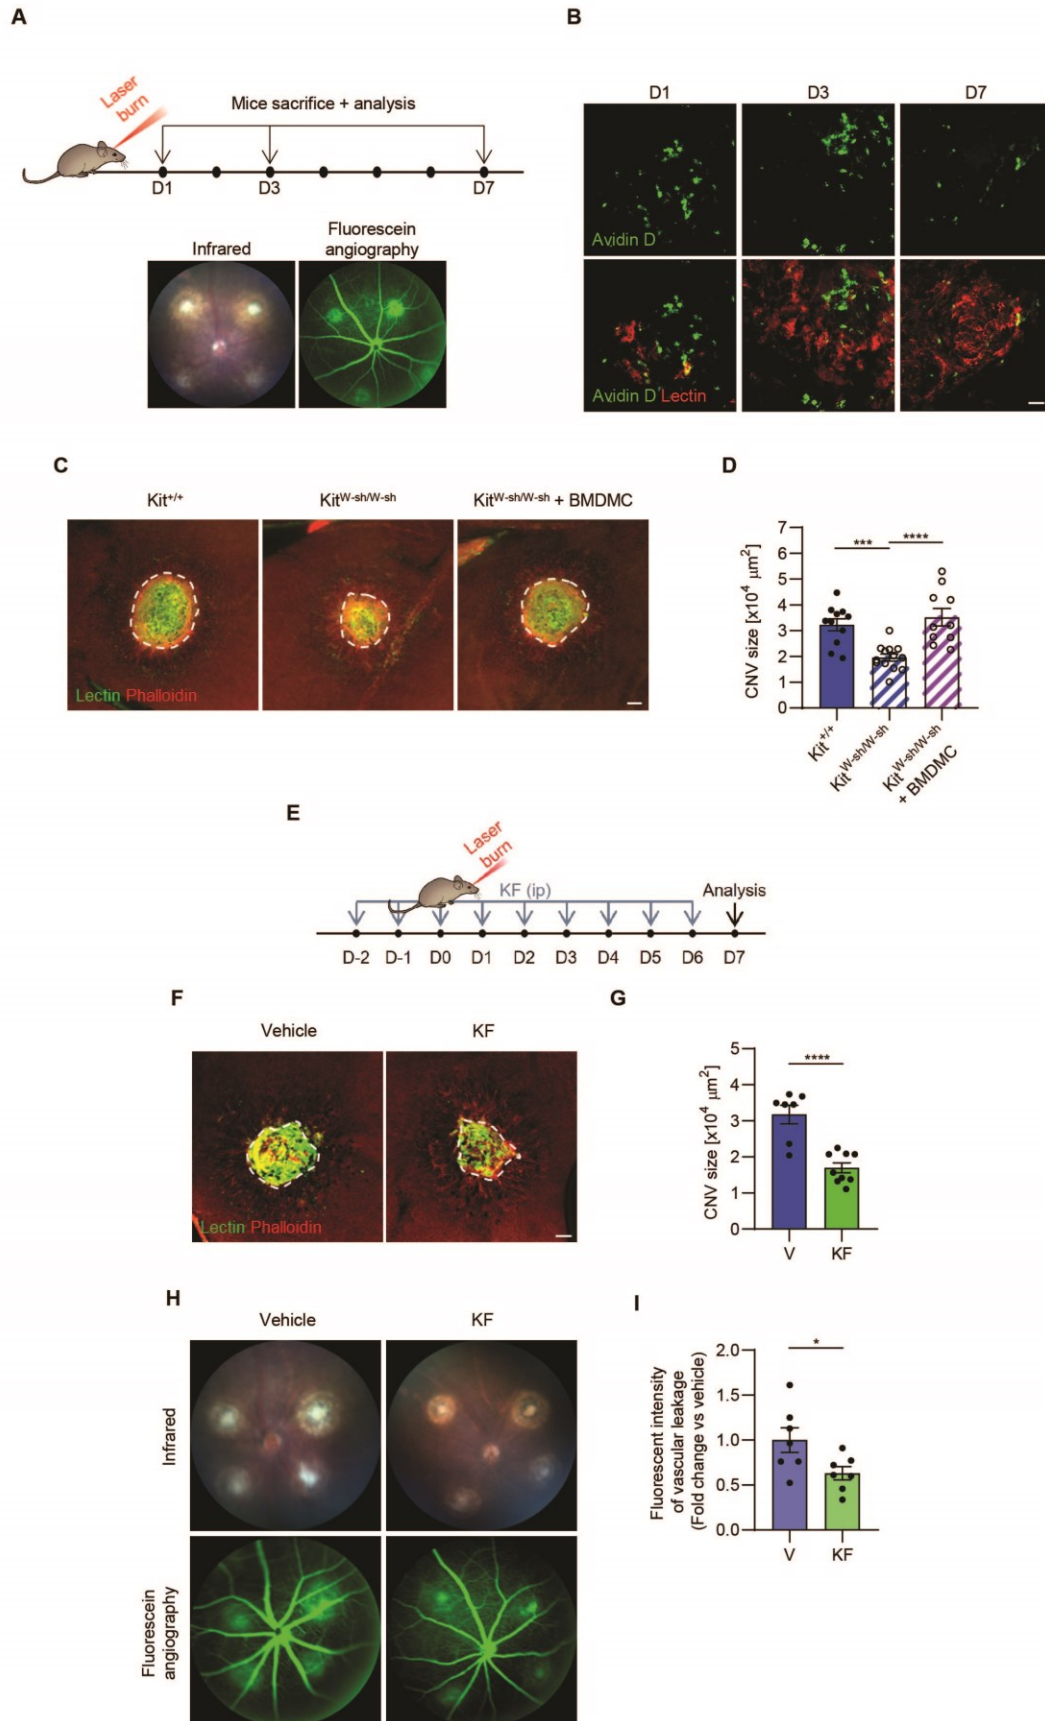 A
Laser
burn
Mice sacrifice + analysis
D1
D3
D7
Infrared
Fluorescein
angiography
B
D1
D3
D7
Avidin D
Avidin D Lectin
C
Kit+/+
KitW-sh/W-sh
KitW-sh/W-sh + BMDMC
Lectin Phalloidin
D
CNV size [x10⁴ µm²]
7
6
5
4
3
2
1
0
***
****
Kit+/+
KitW-sh/W-sh
KitW-sh/W-sh
+ BMDMC
E
Laser
burn
KF (ip)
Analysis
D-2 D-1 D0 D1 D2 D3 D4 D5 D6 D7
F
Vehicle
KF
Lectin Phalloidin
G
CNV size [x10⁴ µm²]
5
4
3
2
1
0
****
V
KF
H
Vehicle
KF
Infrared
Fluorescein
angiography
I
Fluorescent intensity
of vascular leakage
(Fold change vs vehicle)
2.0
1.5
1.0
0.5
0.0
*
V
KF